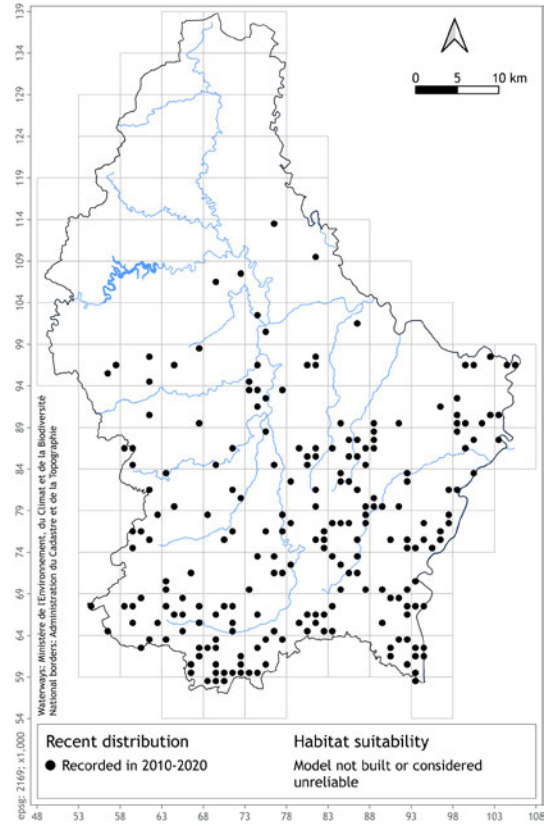 139
134
129
124
119
114
109
104
99
94
89
84
79
74
69
64
59
54
0 5 10 km
Waterways: Ministère de l'Environnement, du Climat et de la Biodiversité
National borders: Administration du Cadastre et de la Topographie
epsg: 2169; x1,000
Recent distribution
Recorded in 2010-2020
Habitat suitability
Model not built or considered
unreliable
48 53 58 63 68 73 78 83 88 93 98 103 108